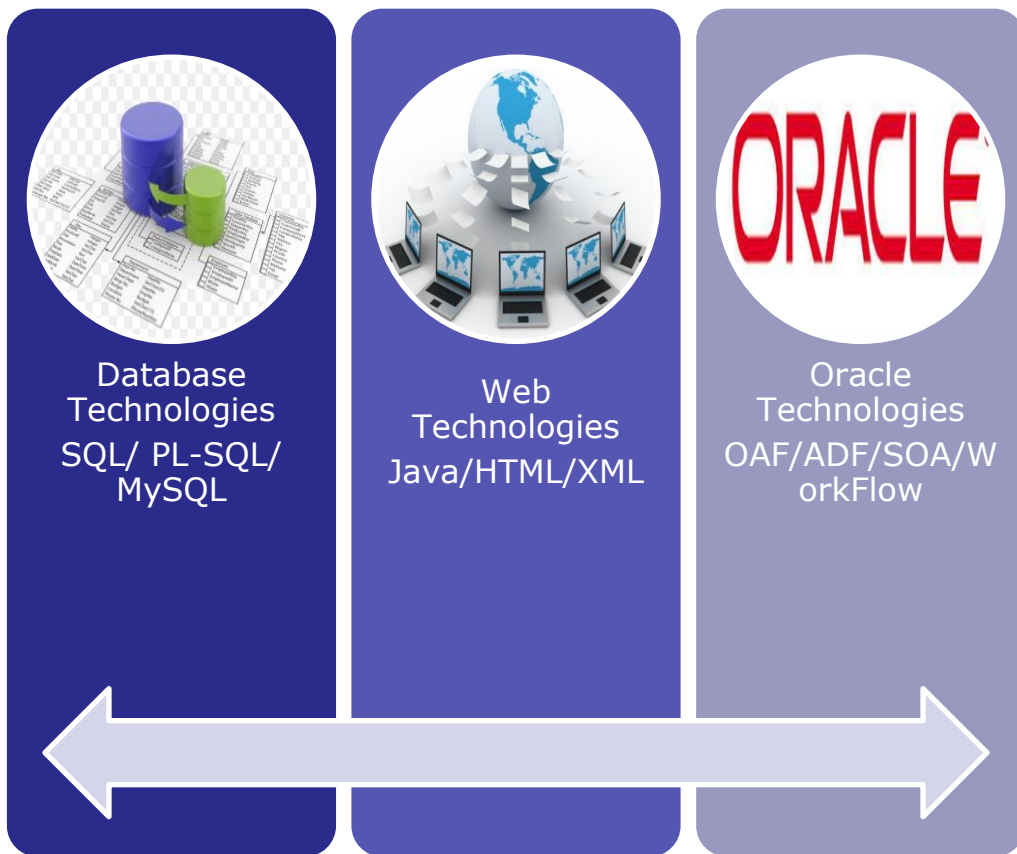 ORACLE
Database
Technologies
SQL/ PL-SQL/
MySQL
Web
Technologies
Java/HTML/XML
Oracle
Technologies
OAF/ADF/SOA/W
orkFlow